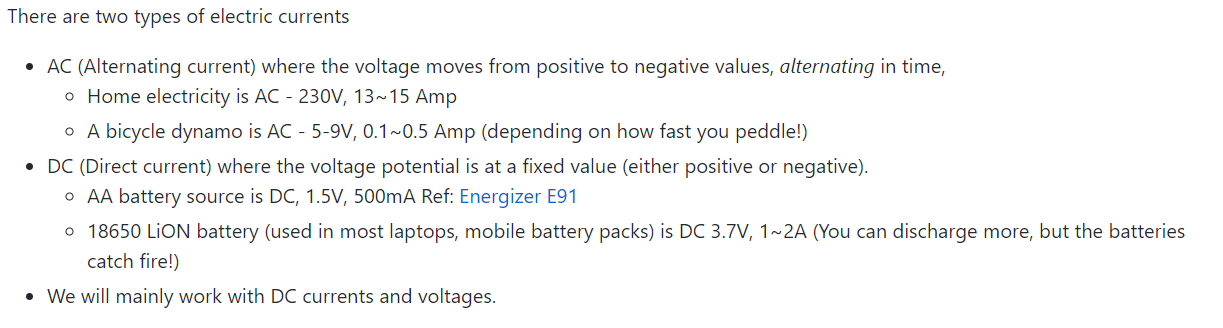 There are two types of electric currents
• AC (Alternating current) where the voltage moves from positive to negative values, alternating in time,
◦ Home electricity is AC - 230V, 13~15 Amp
◦ A bicycle dynamo is AC - 5-9V, 0.1~0.5 Amp (depending on how fast you peddle!)
• DC (Direct current) where the voltage potential is at a fixed value (either positive or negative).
◦ AA battery source is DC, 1.5V, 500mA Ref: Energizer E91
◦ 18650 LiON battery (used in most laptops, mobile battery packs) is DC 3.7V, 1~2A (You can discharge more, but the batteries
catch fire!)
• We will mainly work with DC currents and voltages.